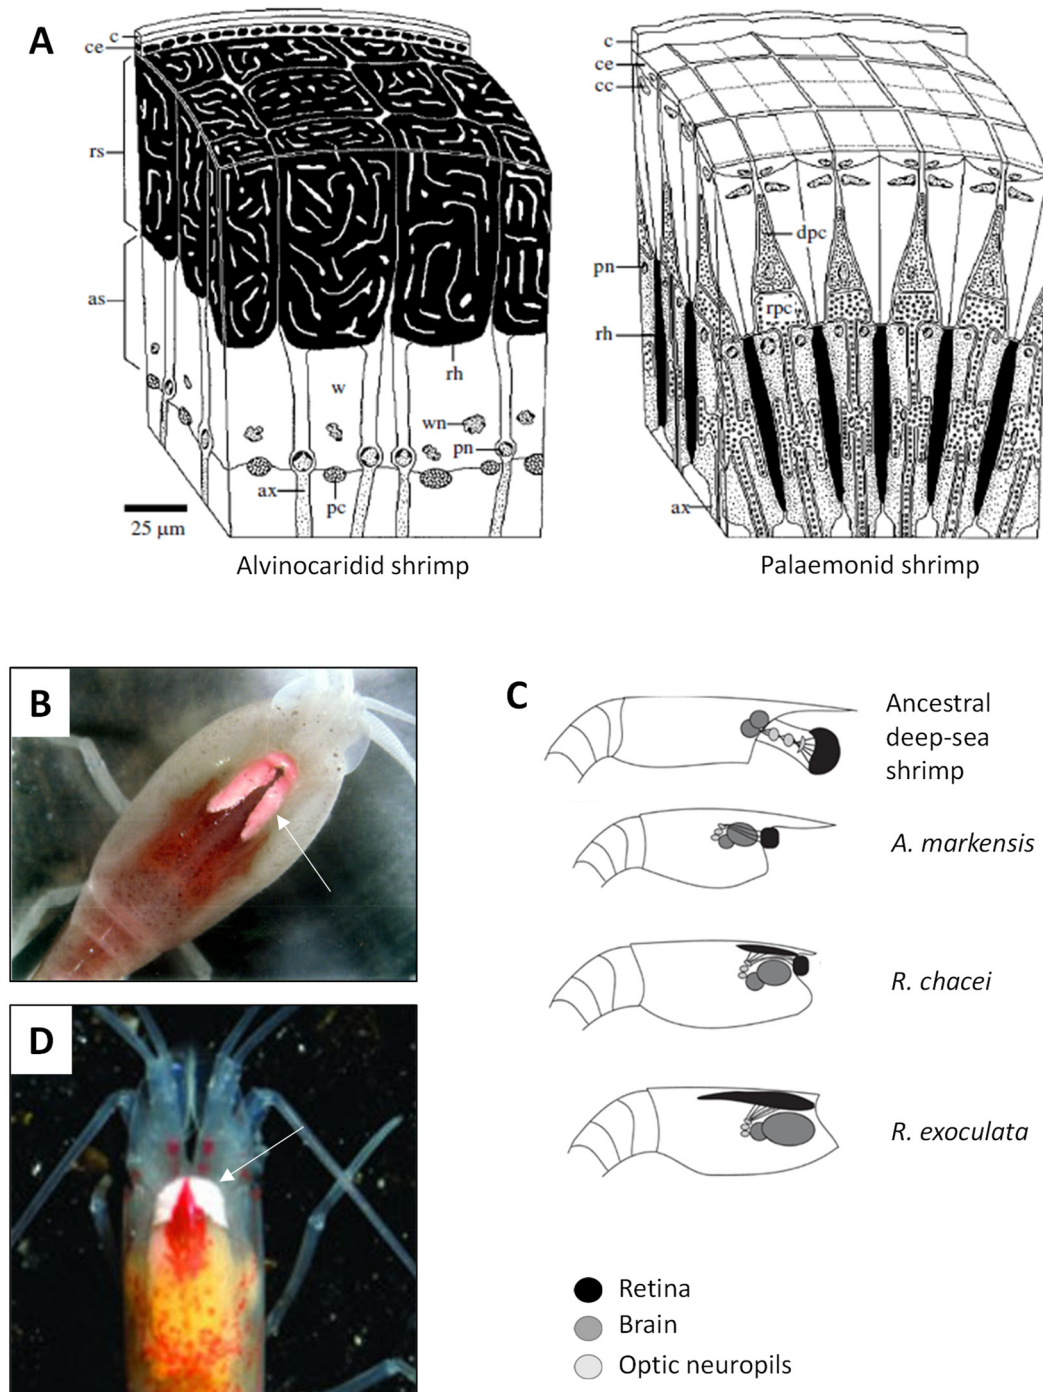 A
c
ce
rs
as
rh
w
wn
pn
ax
pc
25 μm
Alvinocaridid shrimp
c
ce
cc
dpc
pn
rpc
rh
ax
Palaemonid shrimp
B
C
Ancestral
deep-sea
shrimp
A. markensis
R. chacei
R. exoculata
D
Retina
Brain
Optic neuropils